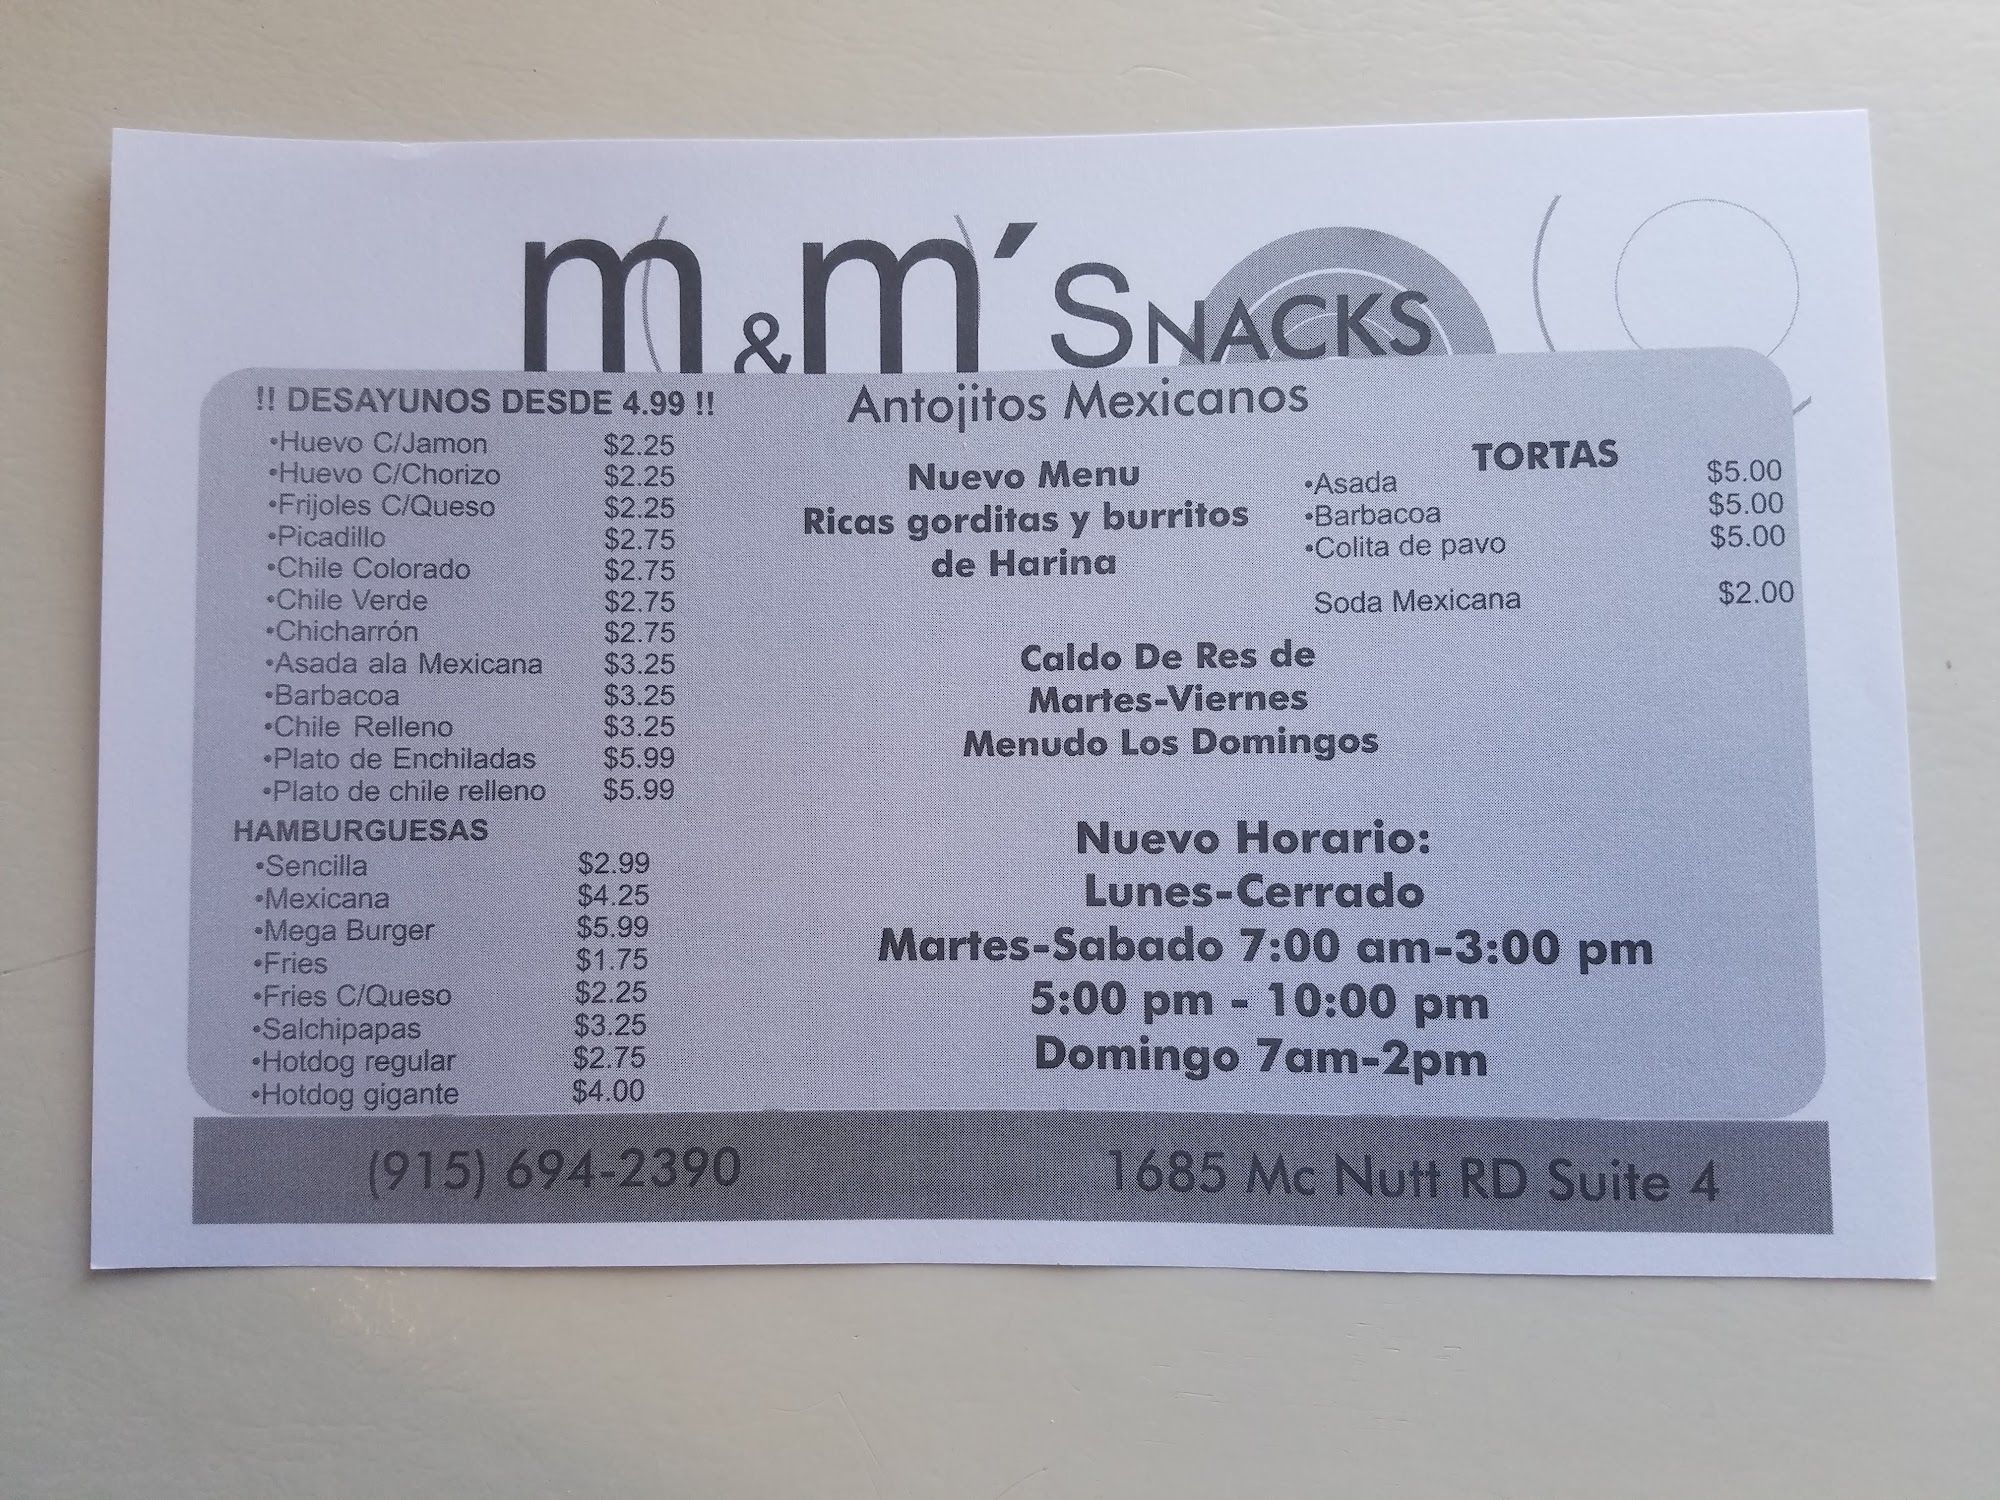 m&m´SNACKS
!! DESAYUNOS DESDE 4.99 !!
•Huevo C/Jamon $2.25
•Huevo C/Chorizo $2.25
•Frijoles C/Queso $2.25
•Picadillo $2.75
•Chile Colorado $2.75
•Chile Verde $2.75
•Chicharrón $2.75
•Asada ala Mexicana $3.25
•Barbacoa $3.25
•Chile Relleno $3.25
•Plato de Enchiladas $5.99
•Plato de chile relleno $5.99
HAMBURGUESAS
•Sencilla $2.99
•Mexicana $4.25
•Mega Burger $5.99
•Fries $1.75
•Fries C/Queso $2.25
•Salchipapas $3.25
•Hotdog regular $2.75
•Hotdog gigante $4.00
Antojitos Mexicanos
Nuevo Menu
Ricas gorditas y burritos
de Harina
TORTAS
•Asada $5.00
•Barbacoa $5.00
•Colita de pavo $5.00
Soda Mexicana $2.00
Caldo De Res de
Martes-Viernes
Menudo Los Domingos
Nuevo Horario:
Lunes-Cerrado
Martes-Sabado 7:00 am-3:00 pm
5:00 pm - 10:00 pm
Domingo 7am-2pm
(915) 694-2390
1685 Mc Nutt RD Suite 4